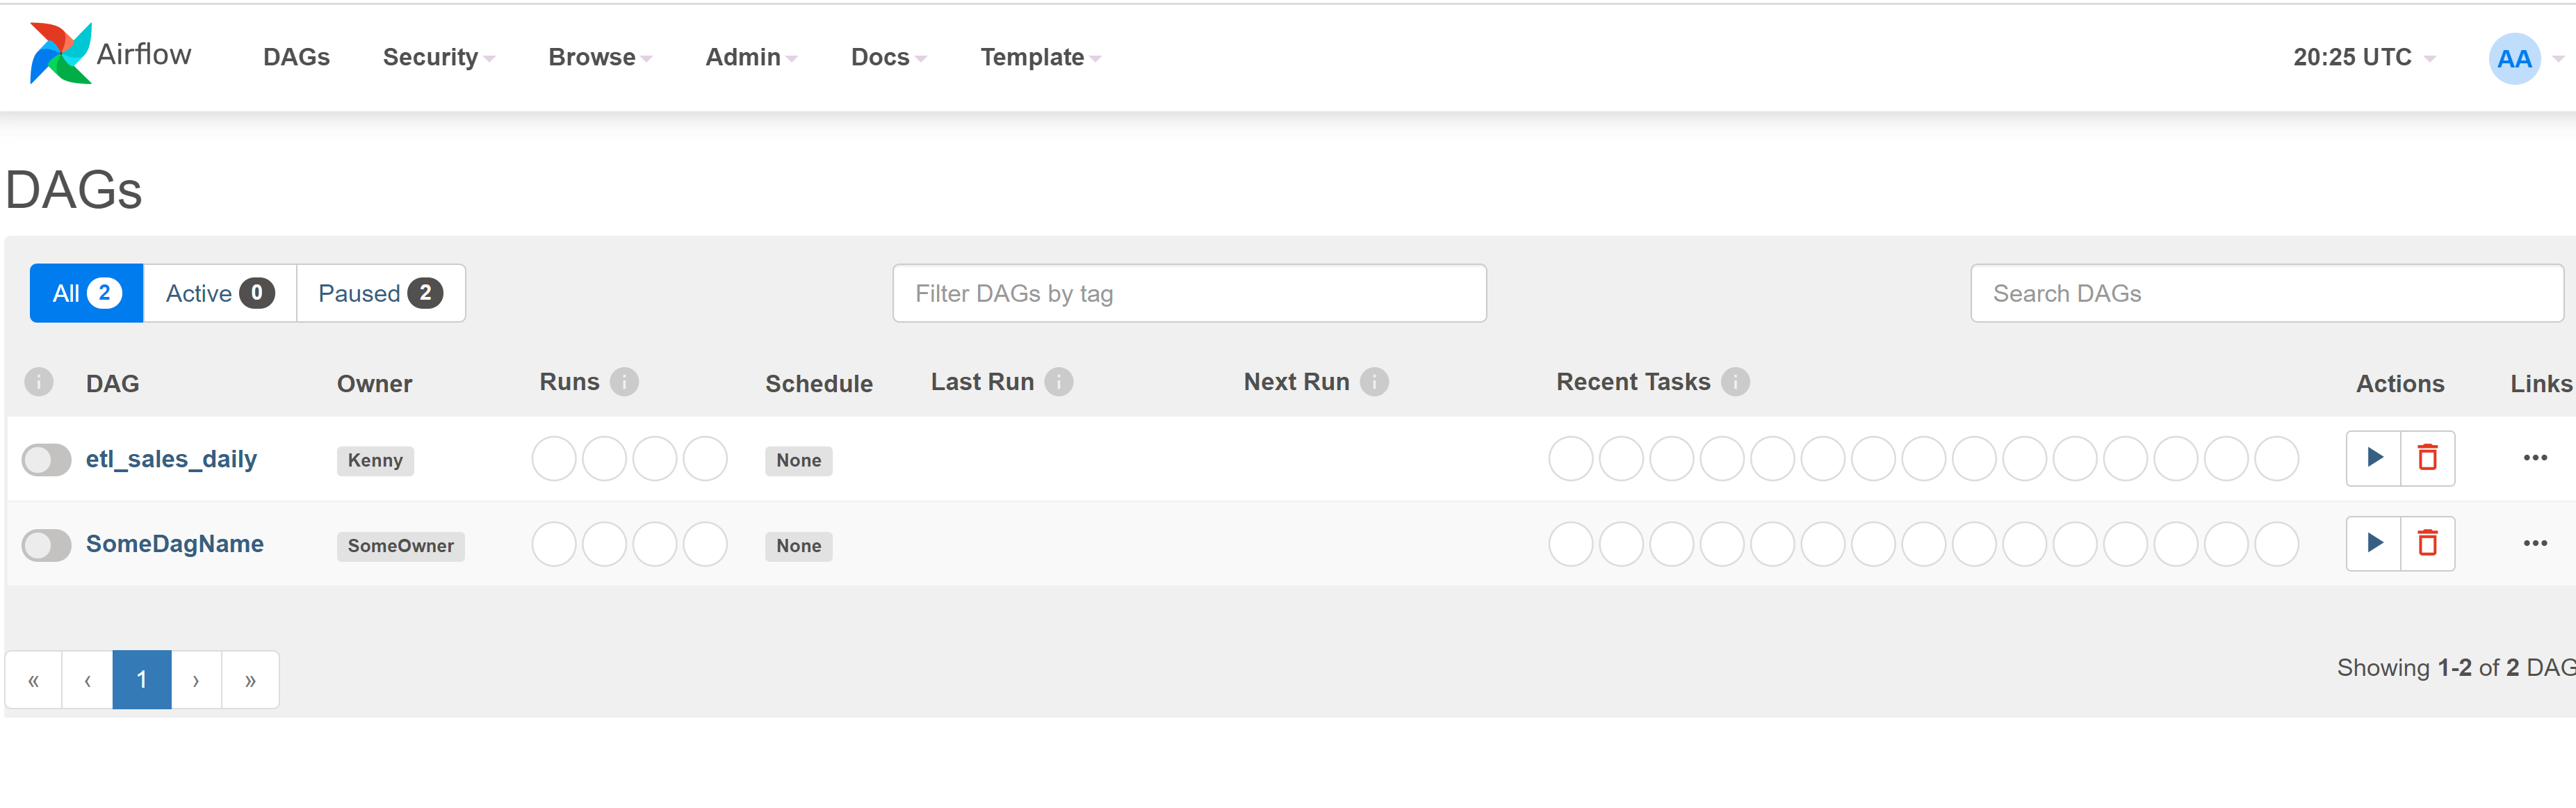 Airflow DAGs Security Browse Admin Docs Template 20:25 UTC AA
DAGs
All 2 Active 0 Paused 2 Filter DAGs by tag Search DAGs
i DAG Owner Runs i Schedule Last Run i Next Run i Recent Tasks i Actions Links
etl_sales_daily Kenny None ...
SomeDagName SomeOwner None ...
« ‹ 1 › » Showing 1-2 of 2 DAG